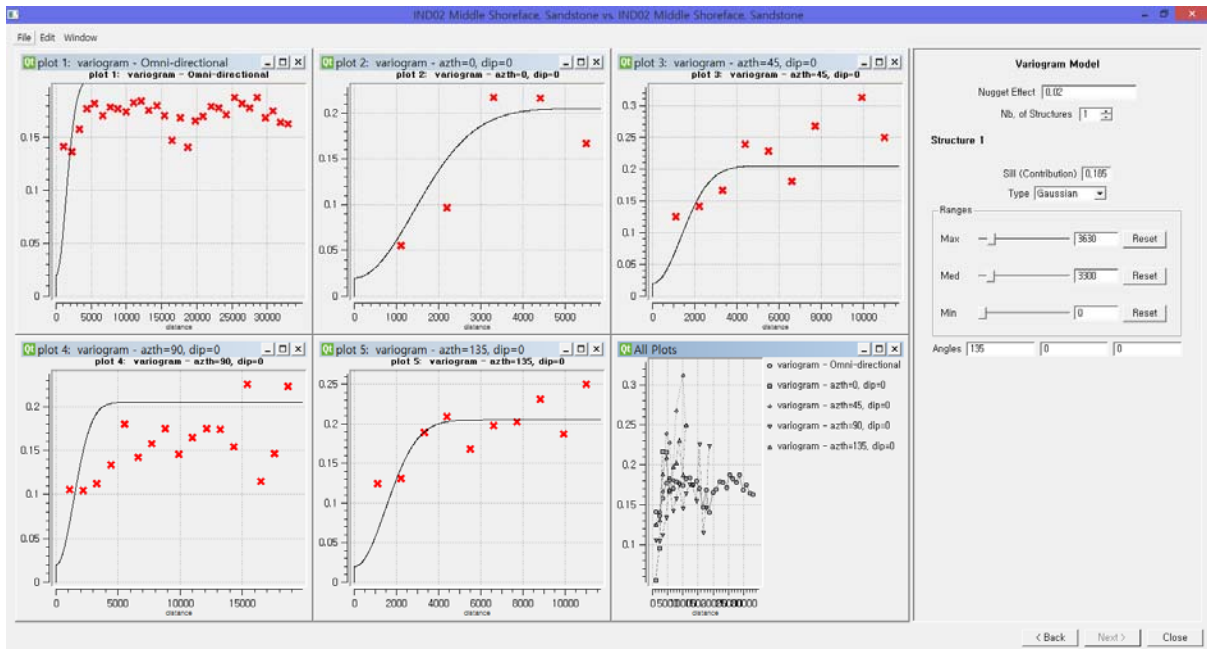 IND02 Middle Shoreface, Sandstone vs. IND02 Middle Shoreface, Sandstone
File Edit Window
plot 1: variogram - Omni-directional
plot 1: variogram - Omni-directional
0.15
0.1
0.05
0
0 5000 10000 15000 20000 25000 30000
distance
plot 2: variogram - azth=0, dip=0
plot 2: variogram - azth=0, dip=0
0.2
0.15
0.1
0.05
0
0 1000 2000 3000 4000 5000
distance
plot 3: variogram - azth=45, dip=0
plot 3: variogram - azth=45, dip=0
0.3
0.25
0.2
0.15
0.1
0.05
0
0 2000 4000 6000 8000 10000
distance
plot 4: variogram - azth=90, dip=0
plot 4: variogram - azth=90, dip=0
0.2
0.15
0.1
0.05
0
0 5000 10000 15000
distance
plot 5: variogram - azth=135, dip=0
plot 5: variogram - azth=135, dip=0
0.25
0.2
0.15
0.1
0.05
0
0 2000 4000 6000 8000 10000
distance
All Plots
variogram - Omni-directional
variogram - azth=0, dip=0
variogram - azth=45, dip=0
variogram - azth=90, dip=0
variogram - azth=135, dip=0
0.3
0.25
0.2
0.15
0.1
distance
Variogram Model
Nugget Effect 0.02
Nb. of Structures 1
Structure 1
Sill (Contribution) 0.185
Type Gaussian
Ranges
Max 3630 Reset
Med 3300 Reset
Min 0 Reset
Angles 135 0 0
< Back Next > Close